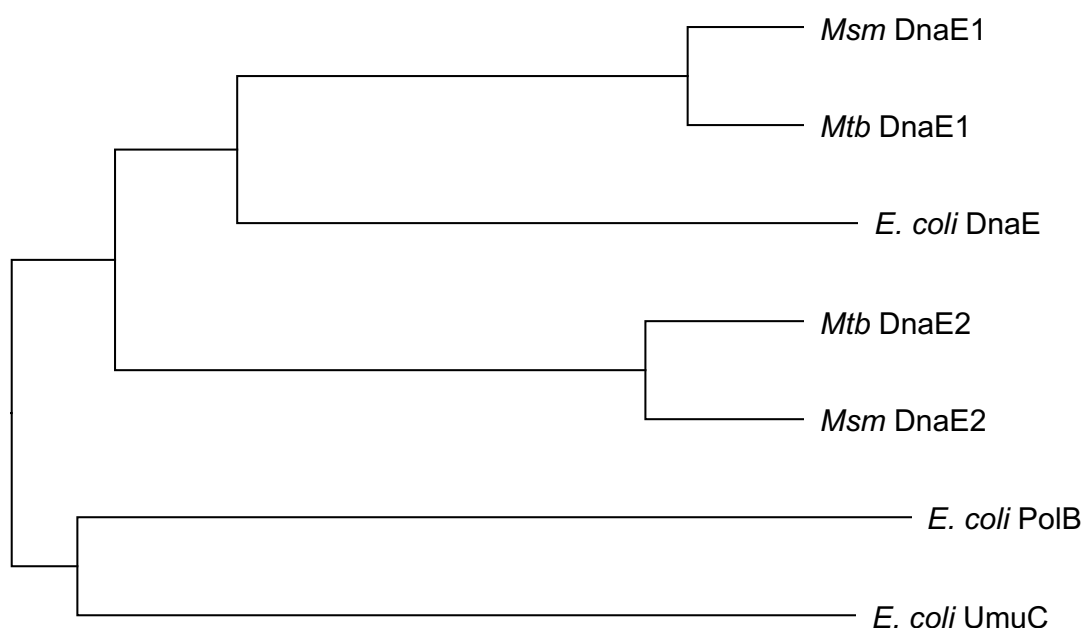 Msm DnaE1
Mtb DnaE1
E. coli DnaE
Mtb DnaE2
Msm DnaE2
E. coli PolB
E. coli UmuC